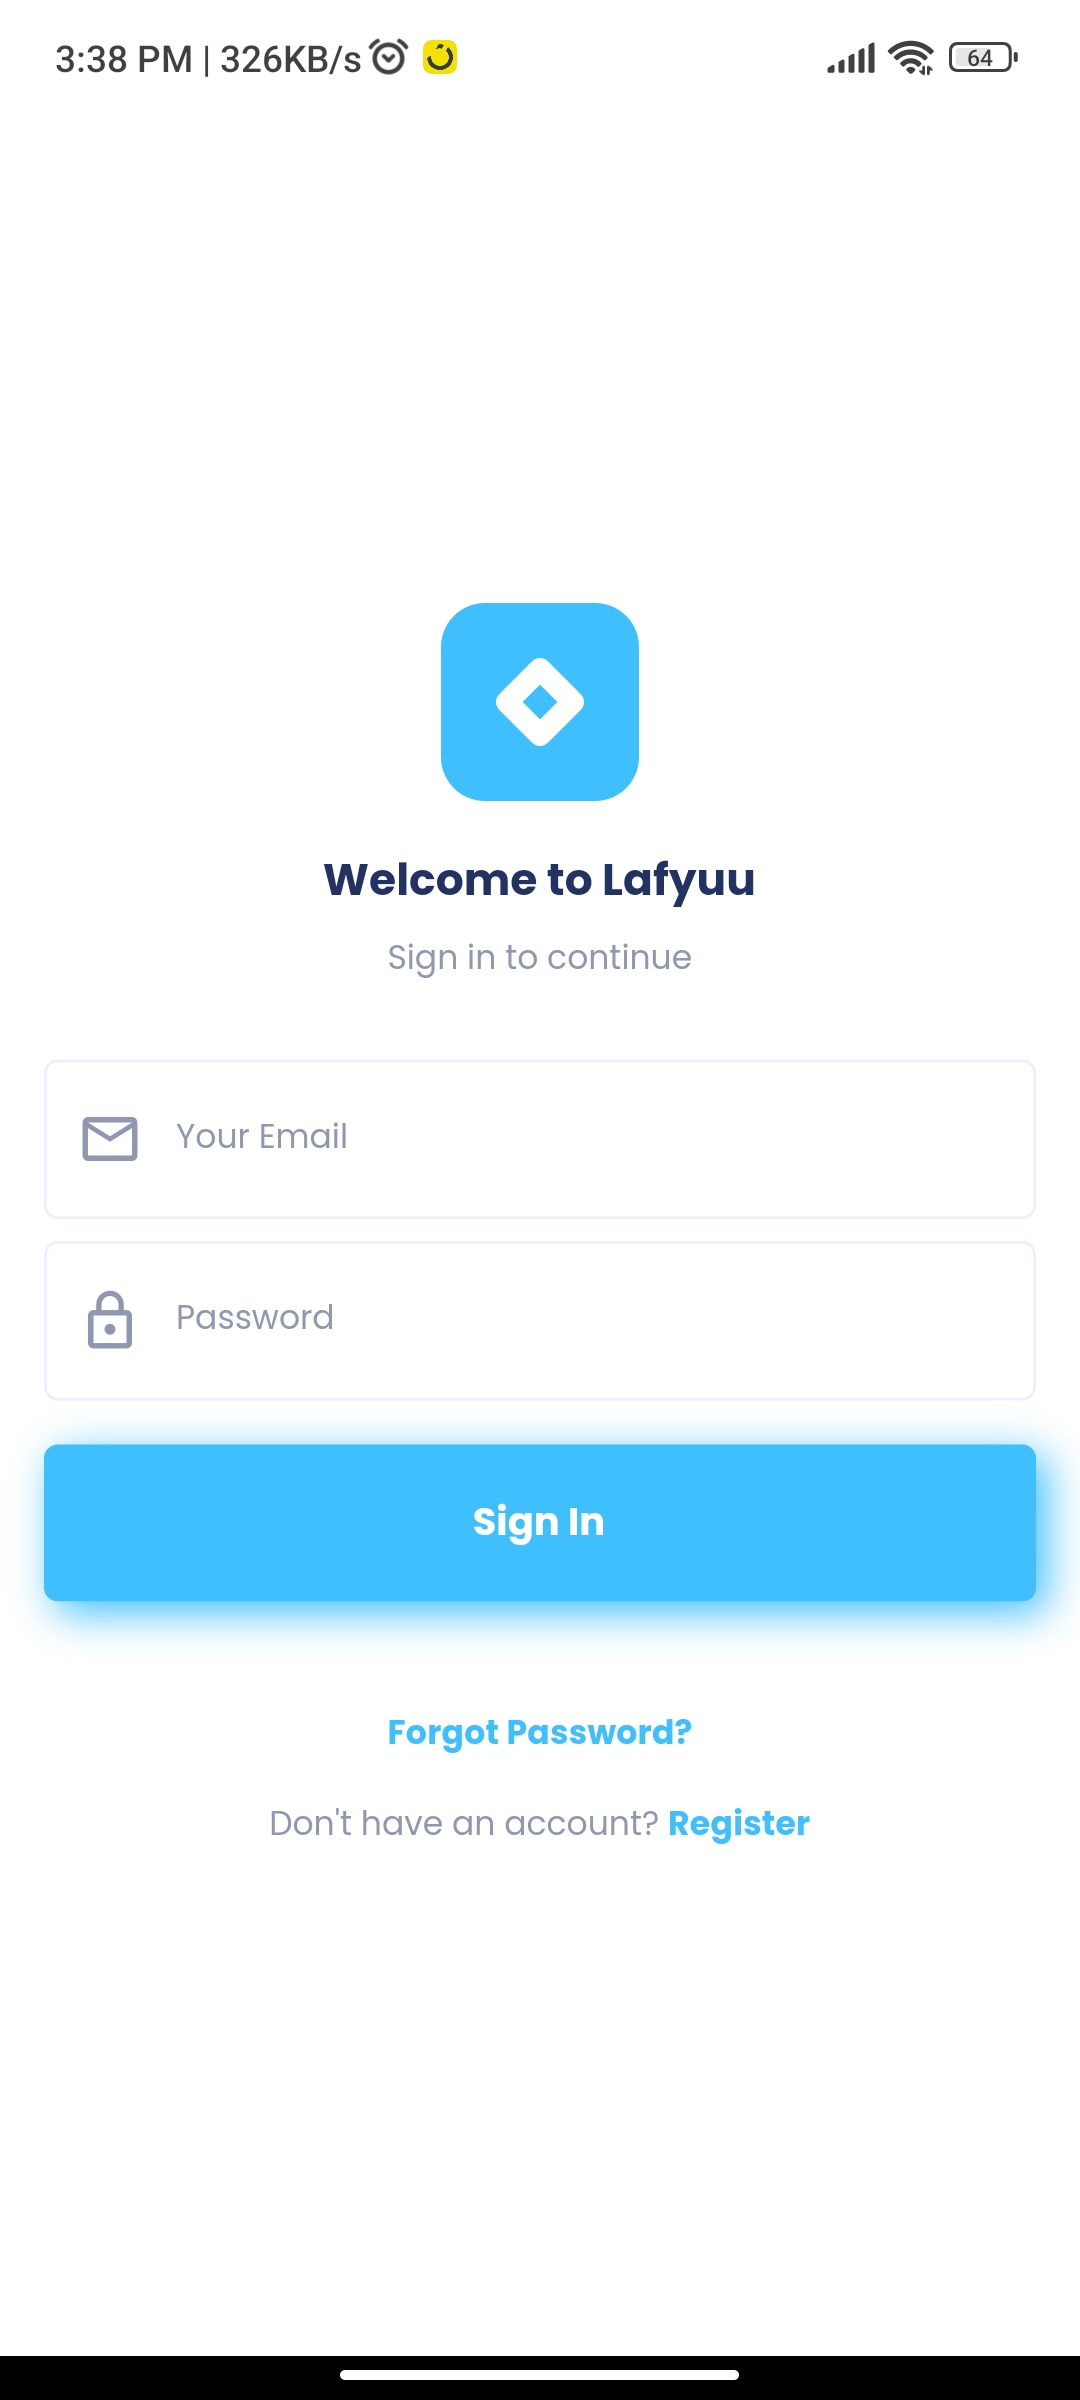 3:38 PM | 326KB/s
64
Welcome to Lafyuu
Sign in to continue
Your Email
Password
Sign In
Forgot Password?
Don't have an account? Register